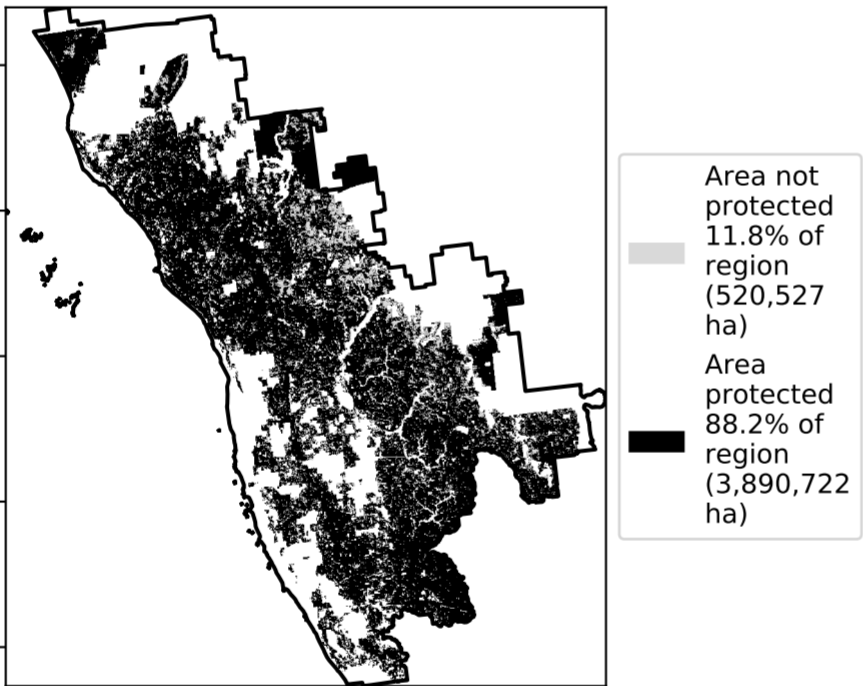 Area not
protected
11.8% of
region
(520,527
ha)
Area
protected
88.2% of
region
(3,890,722
ha)